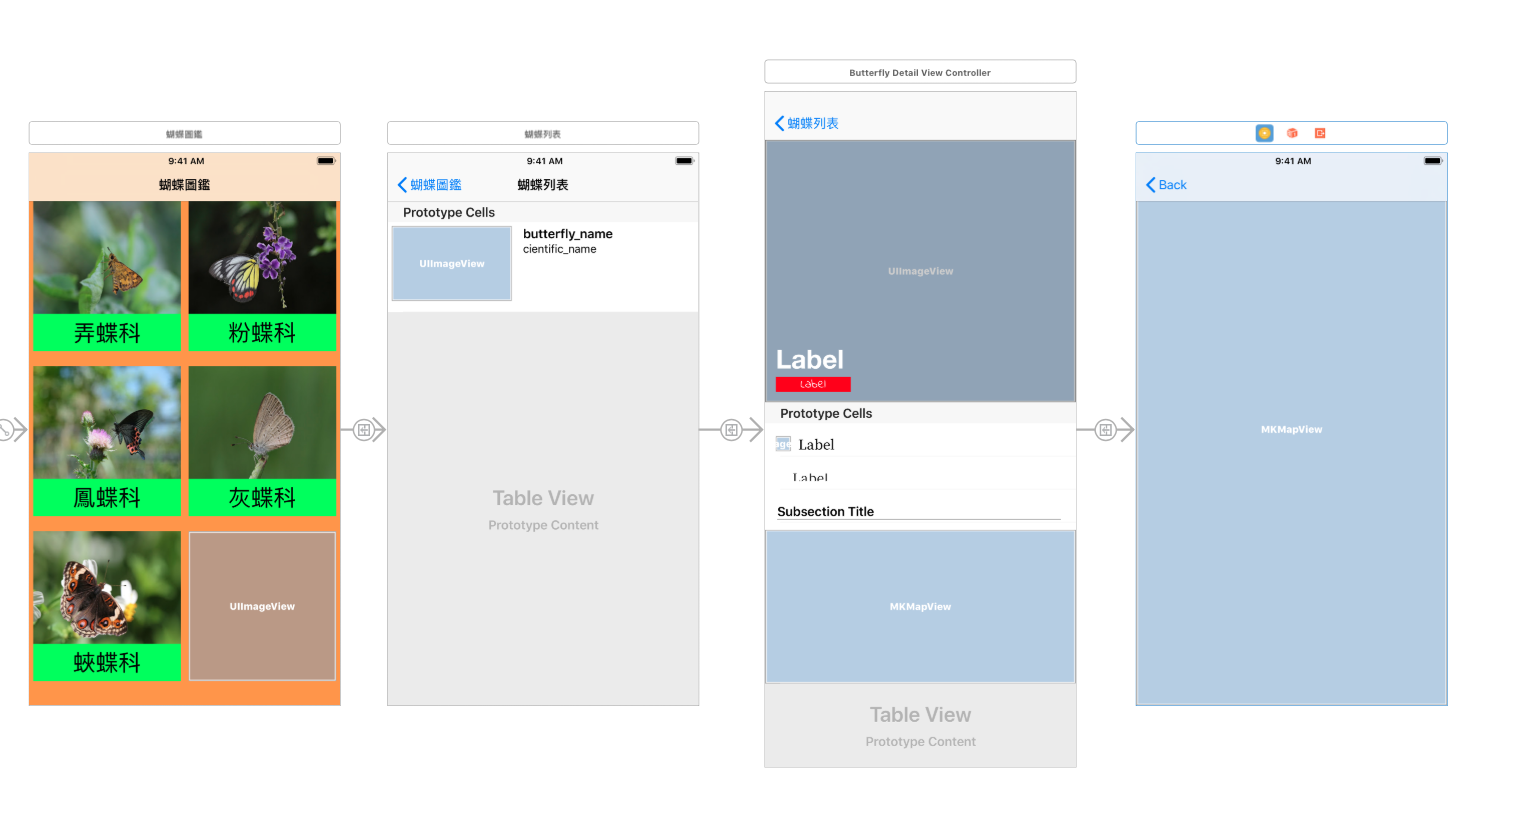 蝴蝶圖鑑
9:41 AM
蝴蝶圖鑑
弄蝶科
粉蝶科
鳳蝶科
灰蝶科
蛺蝶科
UIImageView
蝴蝶列表
9:41 AM
蝴蝶圖鑑
蝴蝶列表
Prototype Cells
UIImageView
butterfly_name
cientific_name
Table View
Prototype Content
Butterfly Detail View Controller
蝴蝶列表
UIImageView
Label
Label
Prototype Cells
Label
Label
Subsection Title
MKMapView
Table View
Prototype Content
9:41 AM
Back
MKMapView